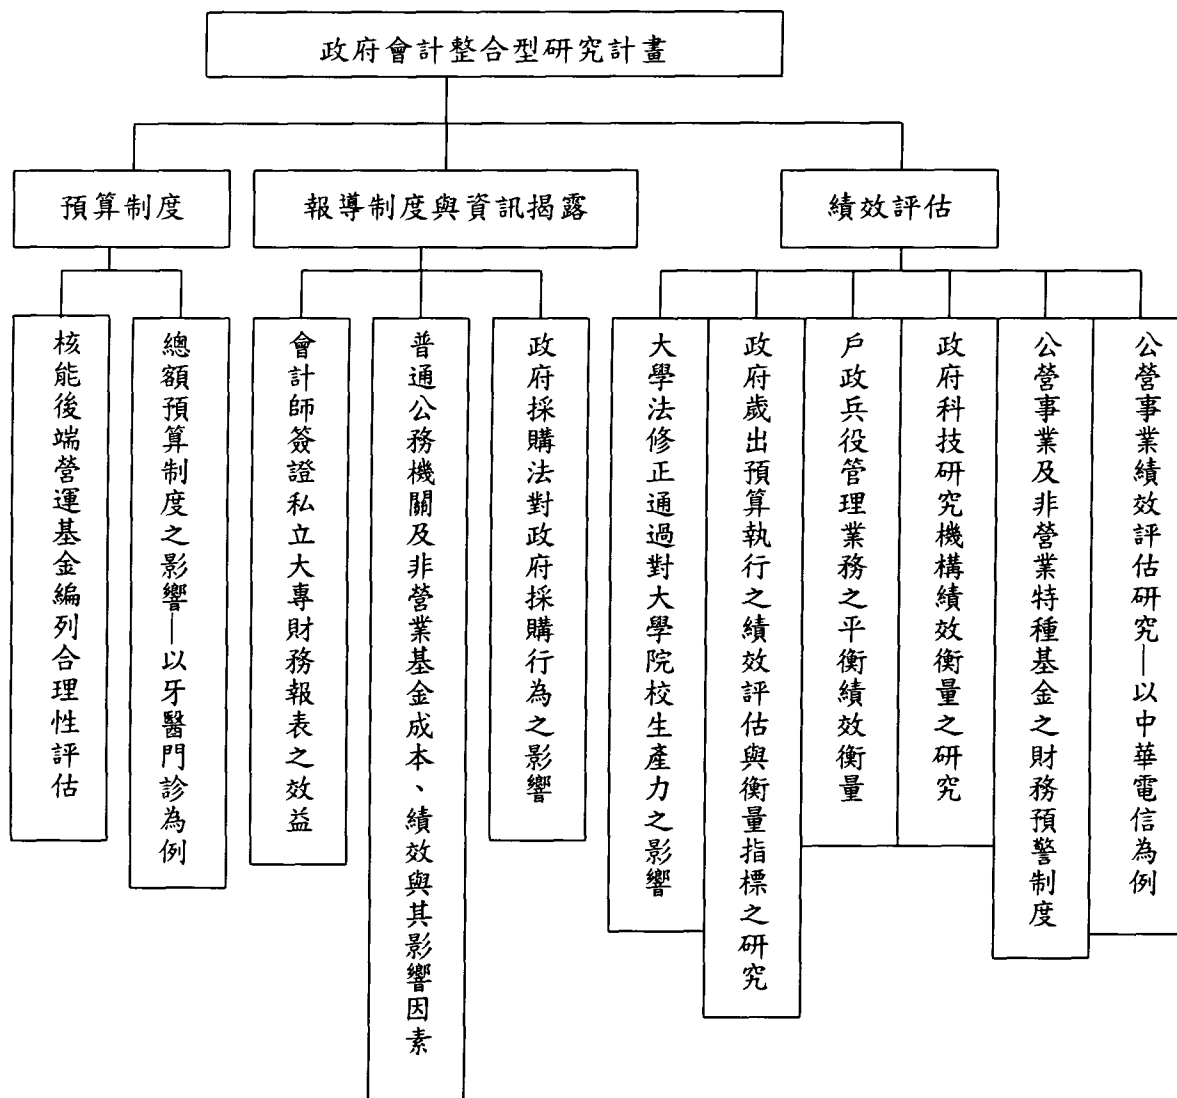 政府會計整合型研究計畫
預算制度
報導制度與資訊揭露
績效評估
核能後端營運基金編列合理性評估
總額預算制度之影響—以牙醫門診為例
會計師簽證私立大專財務報表之效益
普通公務機關及非營業基金成本、績效與其影響因素
政府採購法對政府採購行為之影響
大學法修正通過對大學院校生產力之影響
政府歲出預算執行之績效評估與衡量指標之研究
戶政兵役管理業務之平衡績效衡量
政府科技研究機構績效衡量之研究
公營事業及非營業特種基金之財務預警制度
公營事業績效評估研究—以中華電信為例